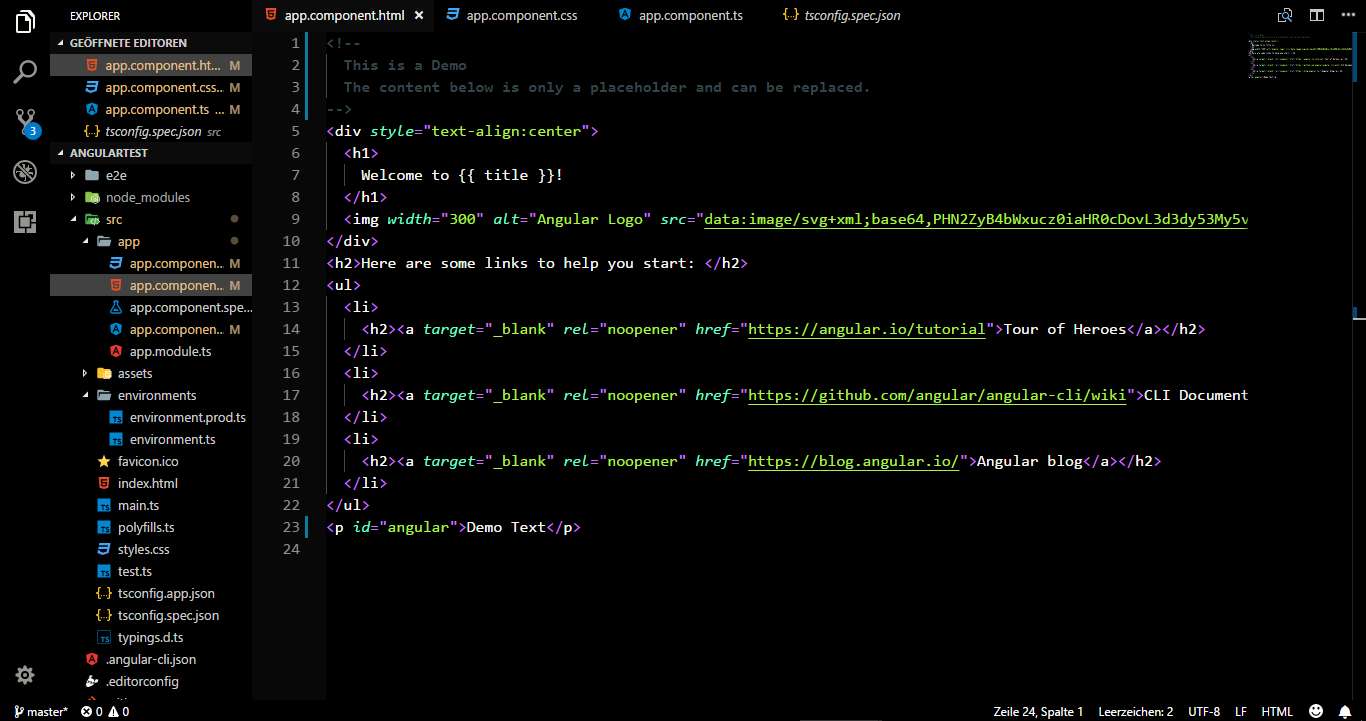 EXPLORER
GEÖFFNETE EDITOREN
app.component.ht... M
app.component.css... M
app.component.ts ... M
{..} tsconfig.spec.json src
ANGULARTEST
e2e
node_modules
src
app
app.componen... M
app.componen... M
app.component.spe...
app.componen... M
app.module.ts
assets
environments
TS environment.prod.ts
TS environment.ts
favicon.ico
index.html
TS main.ts
TS polyfills.ts
styles.css
TS test.ts
{..} tsconfig.app.json
{..} tsconfig.spec.json
TS typings.d.ts
.angular-cli.json
.editorconfig
3
app.component.html × app.component.css app.component.ts {..} tsconfig.spec.json
1 <!--
2 This is a Demo
3 The content below is only a placeholder and can be replaced.
4 -->
5 <div style="text-align:center">
6 <h1>
7 Welcome to {{ title }}!
8 </h1>
9 <img width="300" alt="Angular Logo" src="data:image/svg+xml;base64,PHN2ZyB4bWxucz0iaHR0cDovL3d3dy53My5v
10 </div>
11 <h2>Here are some links to help you start: </h2>
12 <ul>
13 <li>
14 <h2><a target="_blank" rel="noopener" href="https://angular.io/tutorial">Tour of Heroes</a></h2>
15 </li>
16 <li>
17 <h2><a target="_blank" rel="noopener" href="https://github.com/angular/angular-cli/wiki">CLI Document
18 </li>
19 <li>
20 <h2><a target="_blank" rel="noopener" href="https://blog.angular.io/">Angular blog</a></h2>
21 </li>
22 </ul>
23 <p id="angular">Demo Text</p>
24
master* 0 0 Zeile 24, Spalte 1 Leerzeichen: 2 UTF-8 LF HTML